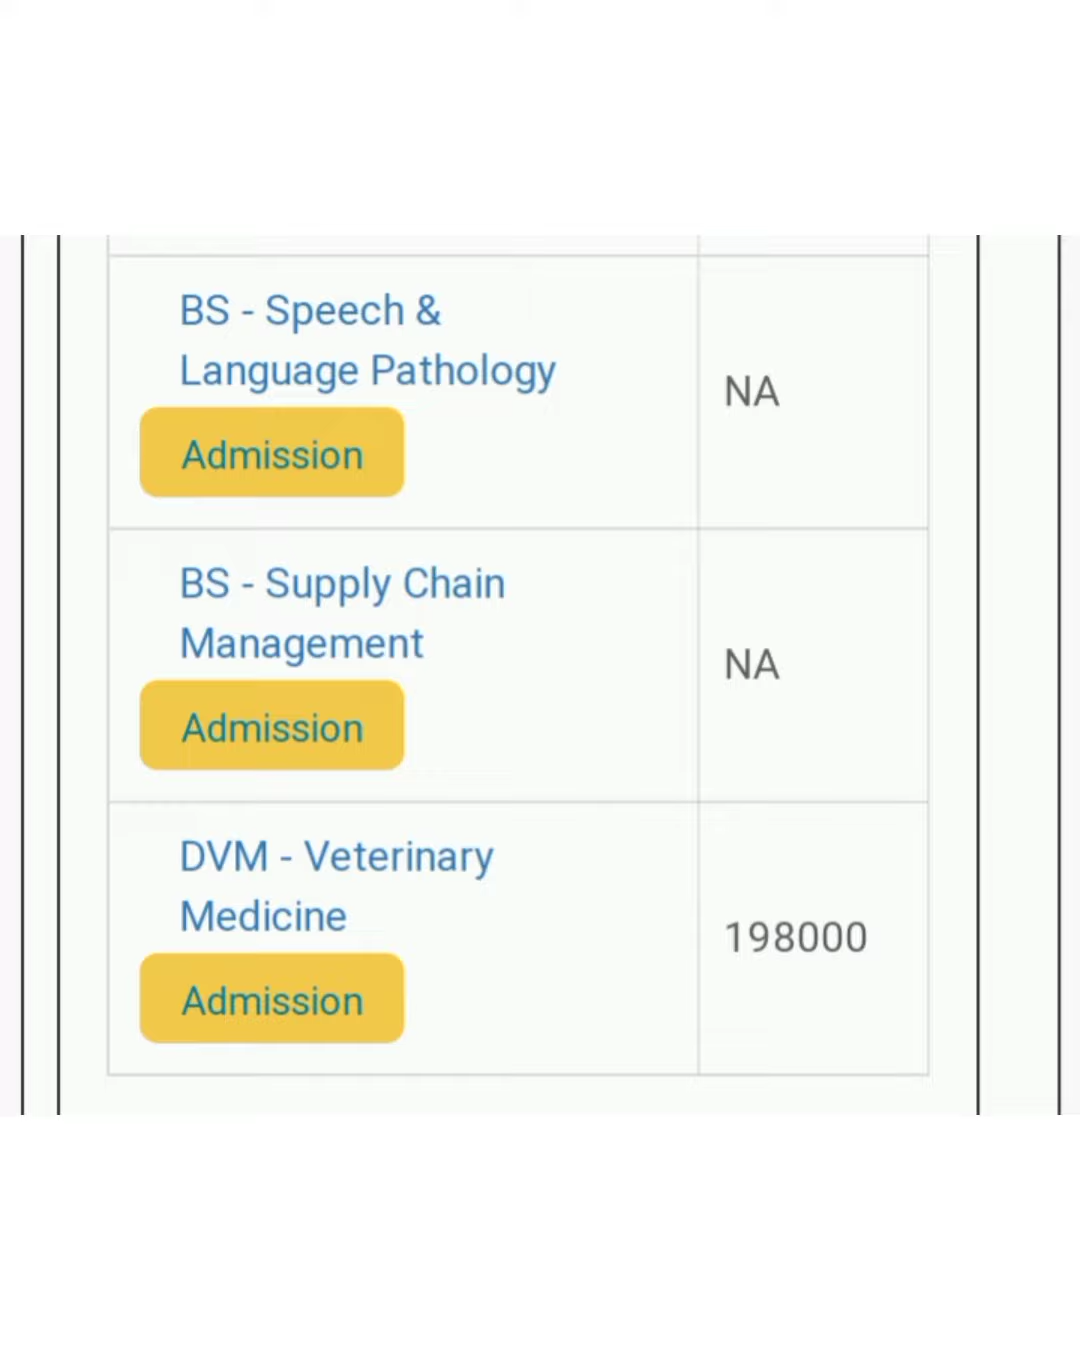 BS - Speech &
Language Pathology
NA
Admission
BS - Supply Chain
Management
NA
Admission
DVM - Veterinary
Medicine
198000
Admission